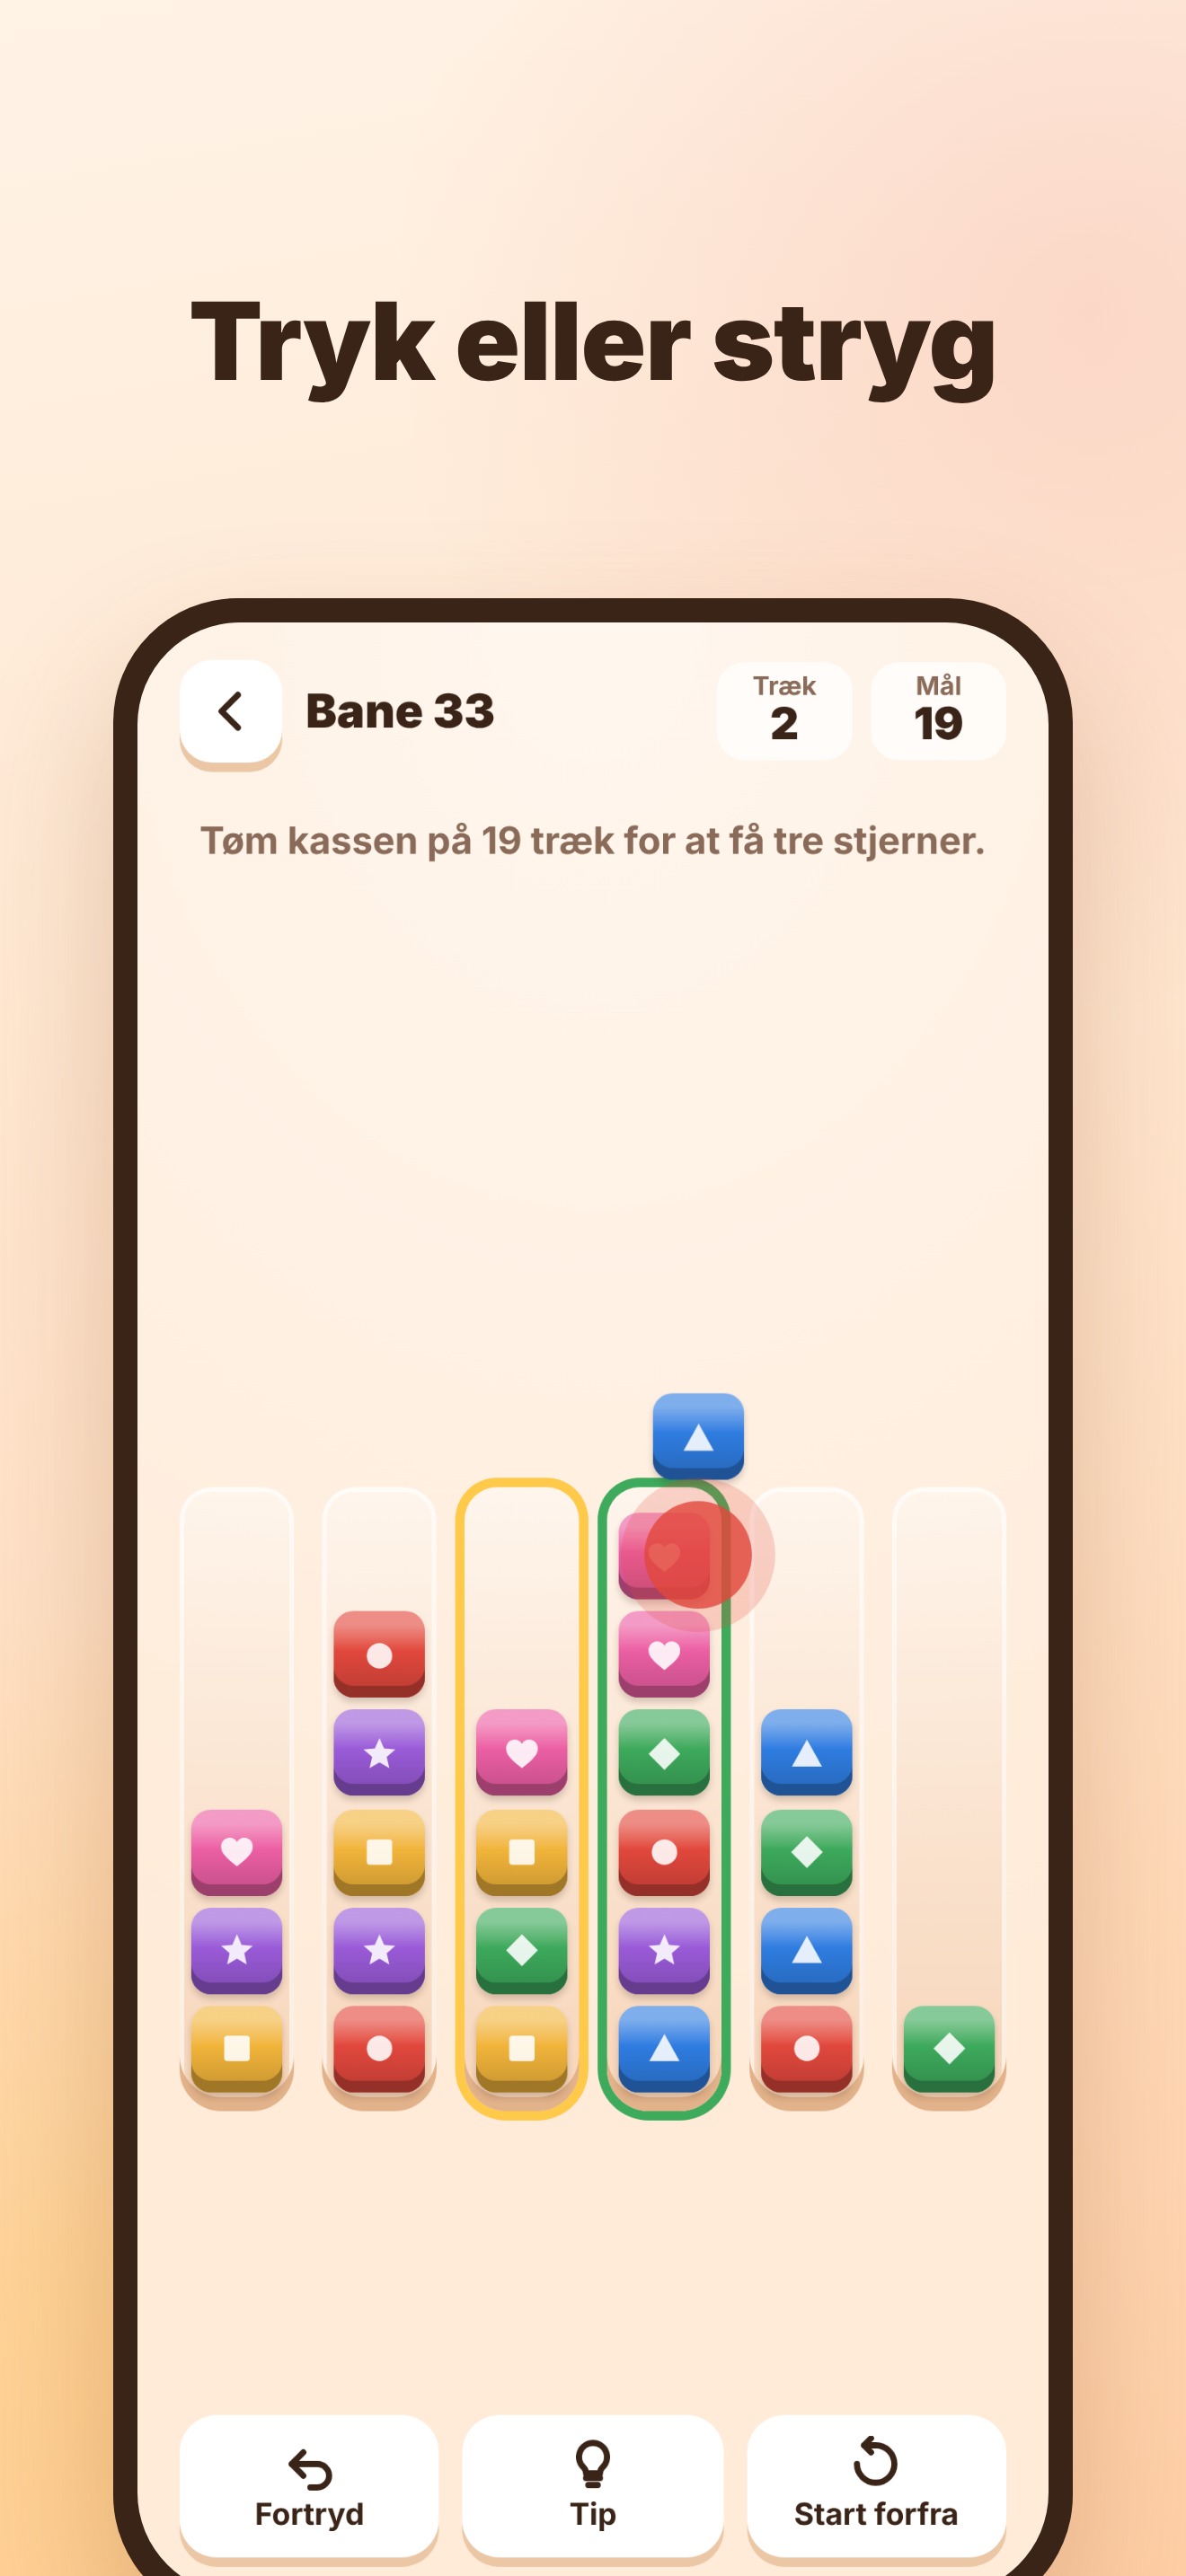 Tryk eller stryg
Bane 33
Træk
2
Mål
19
Tøm kassen på 19 træk for at få tre stjerner.
Fortryd
Tip
Start forfra